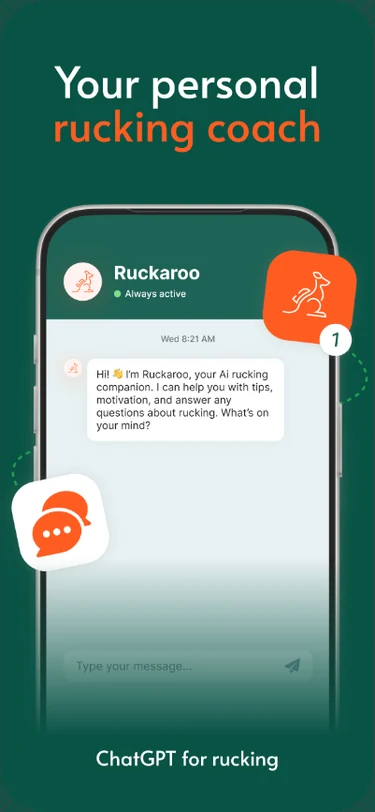 Your personal
rucking coach
Ruckaroo
Always active
1
Wed 8:21 AM
Hi! 👋 I'm Ruckaroo, your Ai rucking
companion. I can help you with tips,
motivation, and answer any
questions about rucking. What's on
your mind?
Type your message...
ChatGPT for rucking